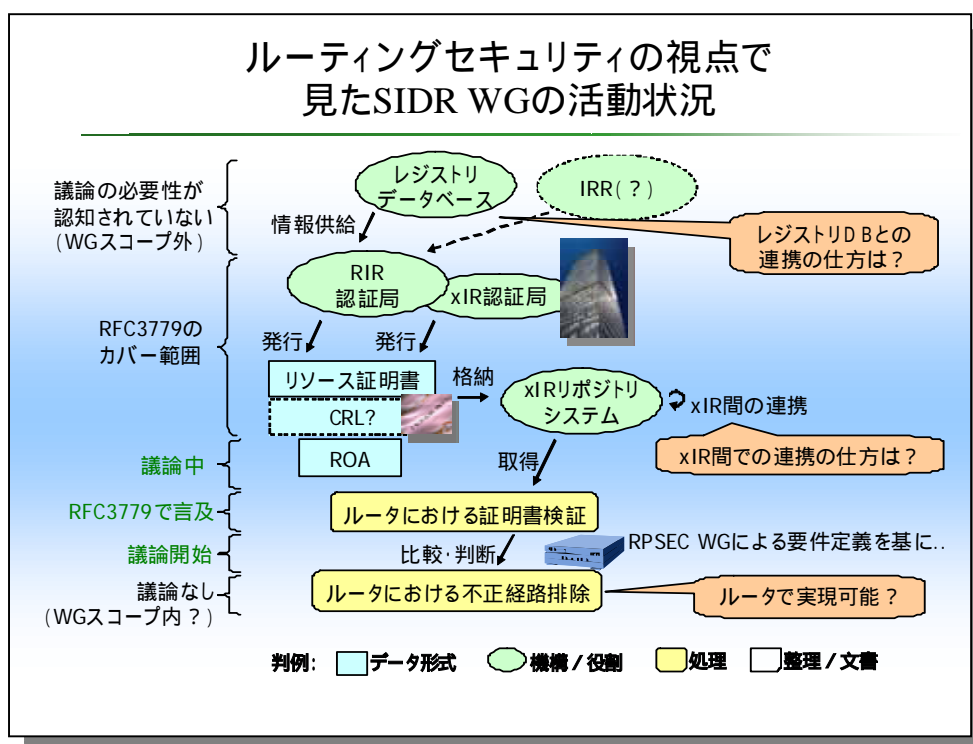 ルーティングセキュリティの視点で
見たSIDR WGの活動状況
議論の必要性が
認知されていない
(WGスコープ外)
レジストリ
データベース
IRR(？)
情報供給
レジストリDBとの
連携の仕方は？
RIR
認証局
xIR認証局
RFC3779の
カバー範囲
発行
発行
リソース証明書
格納
CRL?
xIRリポジトリ
システム
xIR間の連携
ROA
議論中
取得
xIR間での連携の仕方は？
RFC3779で言及
ルータにおける証明書検証
議論開始
比較・判断
RPSEC WGによる要件定義を基に..
議論なし
(WGスコープ内？)
ルータにおける不正経路排除
ルータで実現可能？
判例:
データ形式
機構/役割
処理
整理/文書